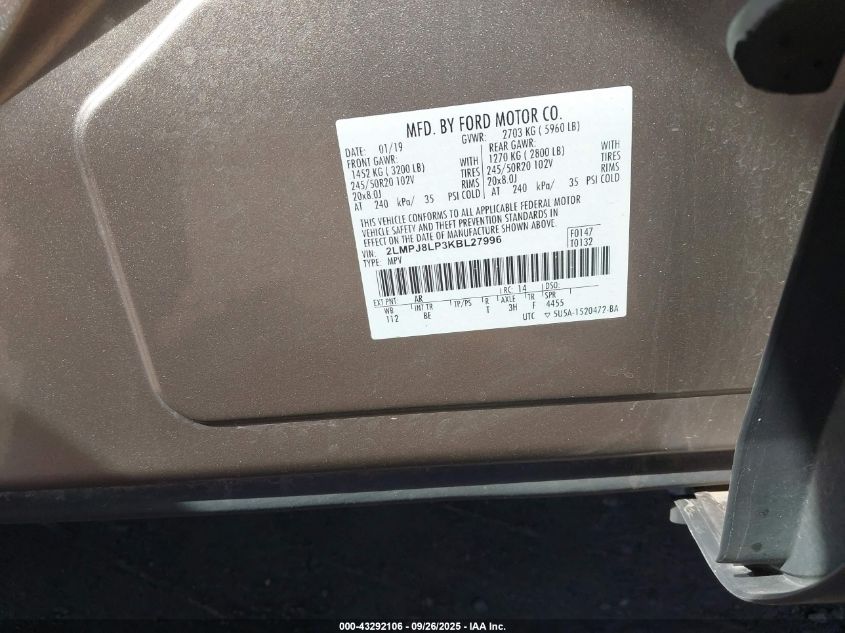 MFD. BY FORD MOTOR CO.
DATE: 01/19 GVWR: 2703 KG ( 5960 LB)
FRONT GAWR: REAR GAWR:
1452 KG ( 3200 LB) WITH 1270 KG ( 2800 LB) WITH
245/50R20 102V TIRES 245/50R20 102V TIRES
20x8.0J RIMS 20x8.0J RIMS
AT 240 kPa/ 35 PSI COLD AT 240 kPa/ 35 PSI COLD
THIS VEHICLE CONFORMS TO ALL APPLICABLE FEDERAL MOTOR
VEHICLE SAFETY AND THEFT PREVENTION STANDARDS IN
EFFECT ON THE DATE OF MANUFACTURE SHOWN ABOVE.
VIN: 2LMPJ8LP3KBL27996 F0147
TYPE: MPV T0132
EXT PNT: AR RC: 14 DSO:
WB INT TR TP/PS R AXLE TR SPR
112 BE T 3H F 4455
UTC ▽ 5U5A-1520472-BA
000-43292106 - 09/26/2025 - IAA Inc.